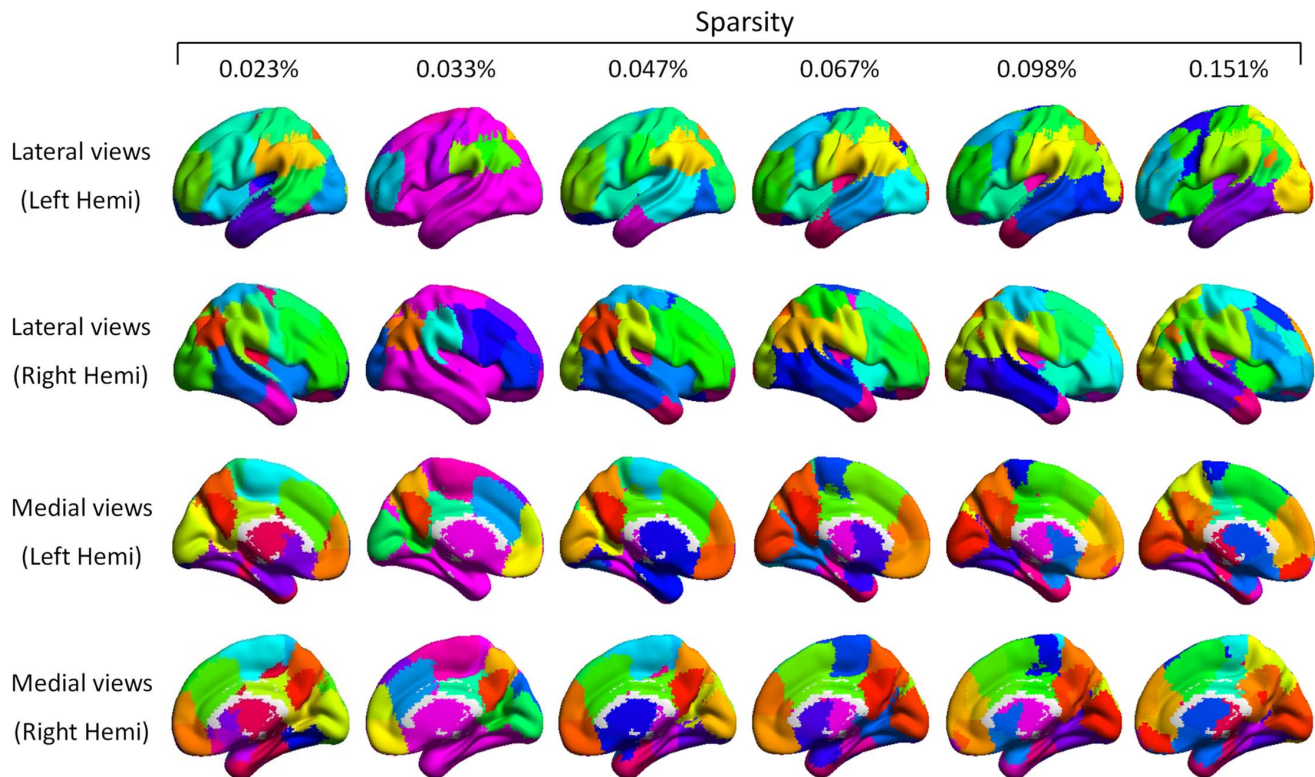 Sparsity
0.023% 0.033% 0.047% 0.067% 0.098% 0.151%
Lateral views
(Left Hemi)
Lateral views
(Right Hemi)
Medial views
(Left Hemi)
Medial views
(Right Hemi)